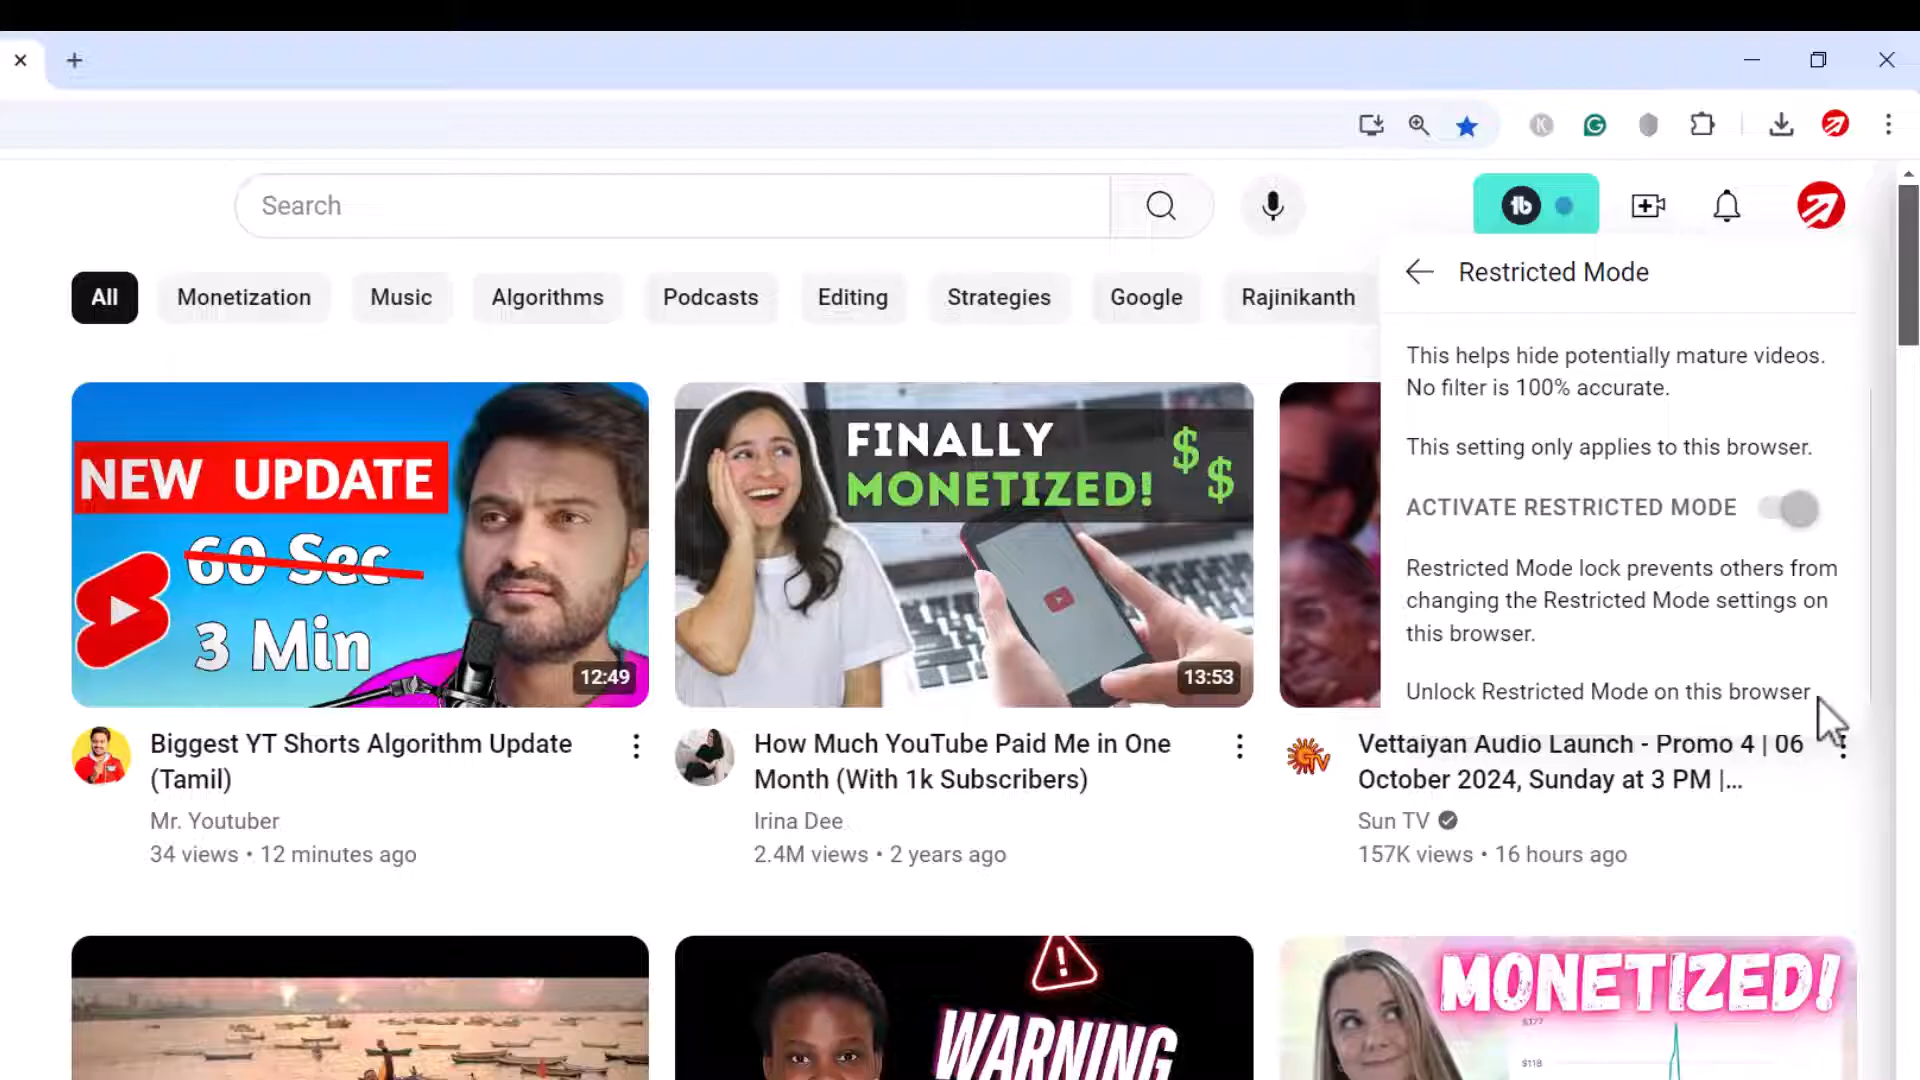 Search
tb
K
G
All
Monetization
Music
Algorithms
Podcasts
Editing
Strategies
Google
Rajinikanth
Restricted Mode
This helps hide potentially mature videos.
No filter is 100% accurate.
This setting only applies to this browser.
ACTIVATE RESTRICTED MODE
Restricted Mode lock prevents others from
changing the Restricted Mode settings on
this browser.
Unlock Restricted Mode on this browser
NEW UPDATE
60 Sec
3 Min
12:49
FINALLY
MONETIZED!
$ $
13:53
Biggest YT Shorts Algorithm Update
(Tamil)
Mr. Youtuber
34 views • 12 minutes ago
How Much YouTube Paid Me in One
Month (With 1k Subscribers)
Irina Dee
2.4M views • 2 years ago
TV
Vettaiyan Audio Launch - Promo 4 | 06
October 2024, Sunday at 3 PM |...
Sun TV
157K views • 16 hours ago
WARNING
MONETIZED!
$177
$118